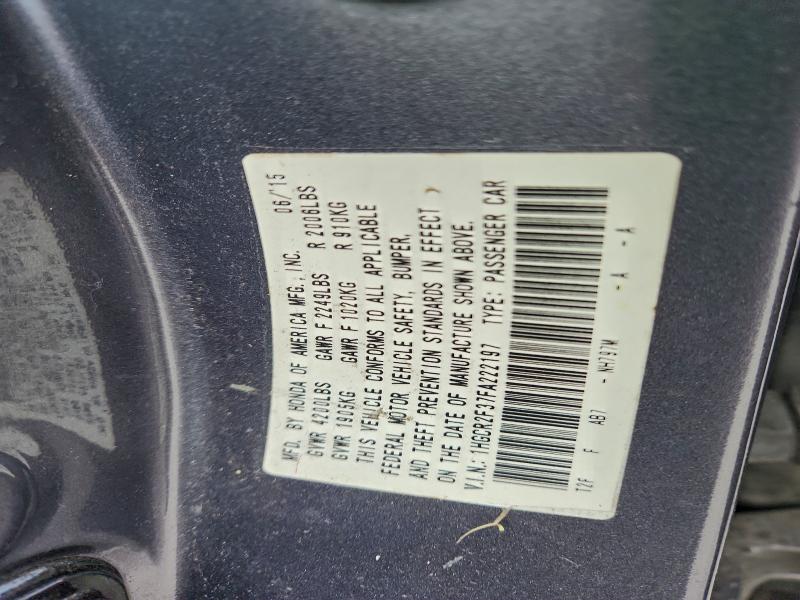 MFD. BY HONDA OF AMERICA MFG., INC. 06/15
GVWR 4200LBS GAWR F 2249LBS R 2006LBS
GVWR 1905KG GAWR F 1020KG R 910KG
THIS VEHICLE CONFORMS TO ALL APPLICABLE
FEDERAL MOTOR VEHICLE SAFETY, BUMPER,
AND THEFT PREVENTION STANDARDS IN EFFECT
ON THE DATE OF MANUFACTURE SHOWN ABOVE.
V.I.N.: 1HGCR2F37FA222197 TYPE: PASSENGER CAR
T2F F AB7 - NH797M - A - A